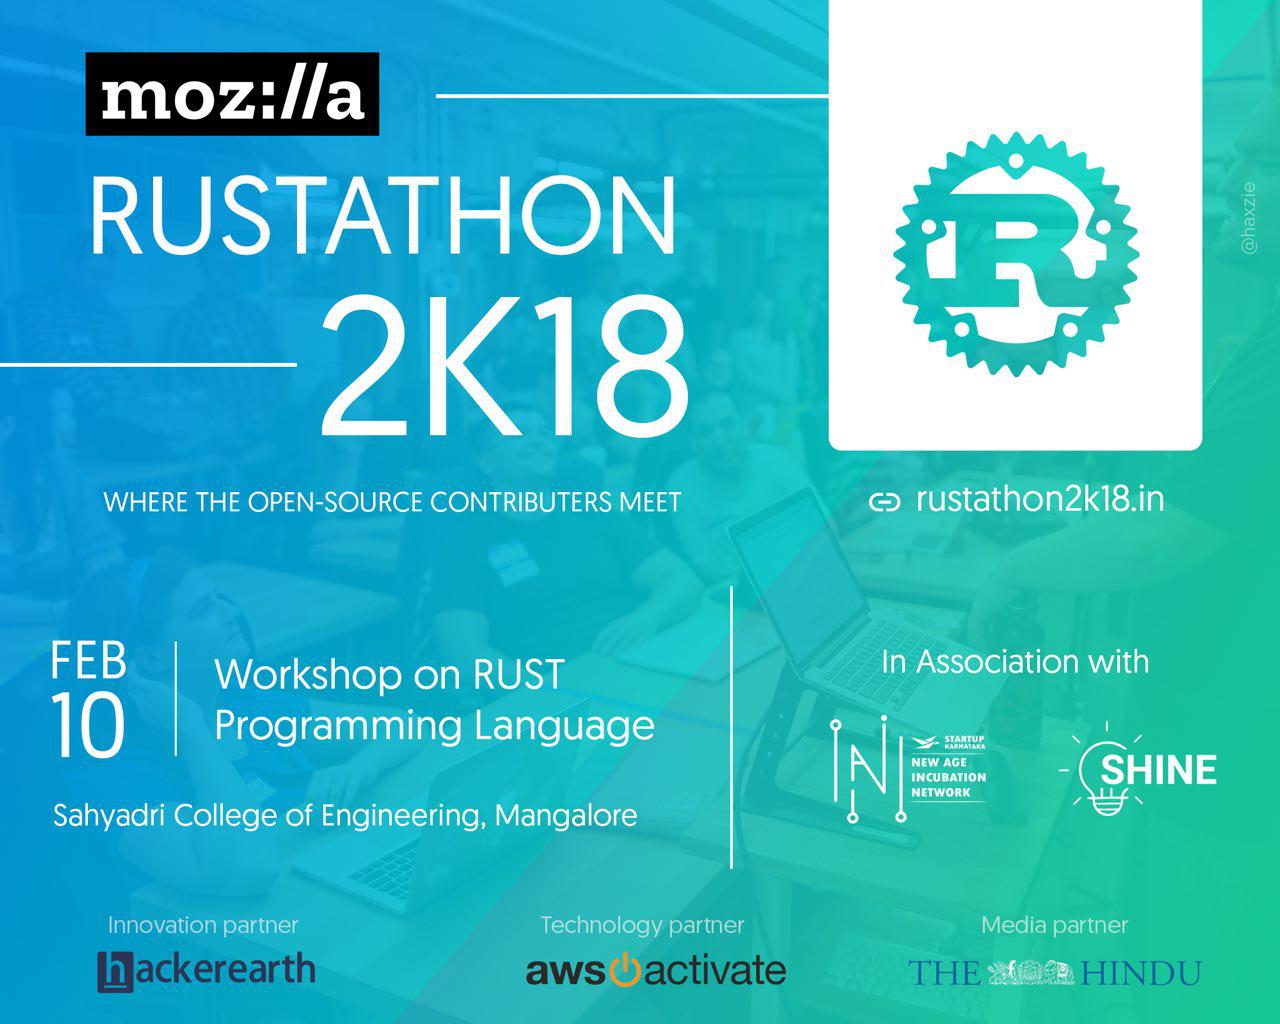 moz://a
RUSTATHON
2K18
WHERE THE OPEN-SOURCE CONTRIBUTERS MEET
R
rustathon2k18.in
@haxzie
FEB
10
Workshop on RUST
Programming Language
Sahyadri College of Engineering, Mangalore
In Association with
STARTUP
KARNATAKA
NEW AGE
INCUBATION
NETWORK
SHINE
Innovation partner
hackerearth
Technology partner
aws activate
Media partner
THE HINDU